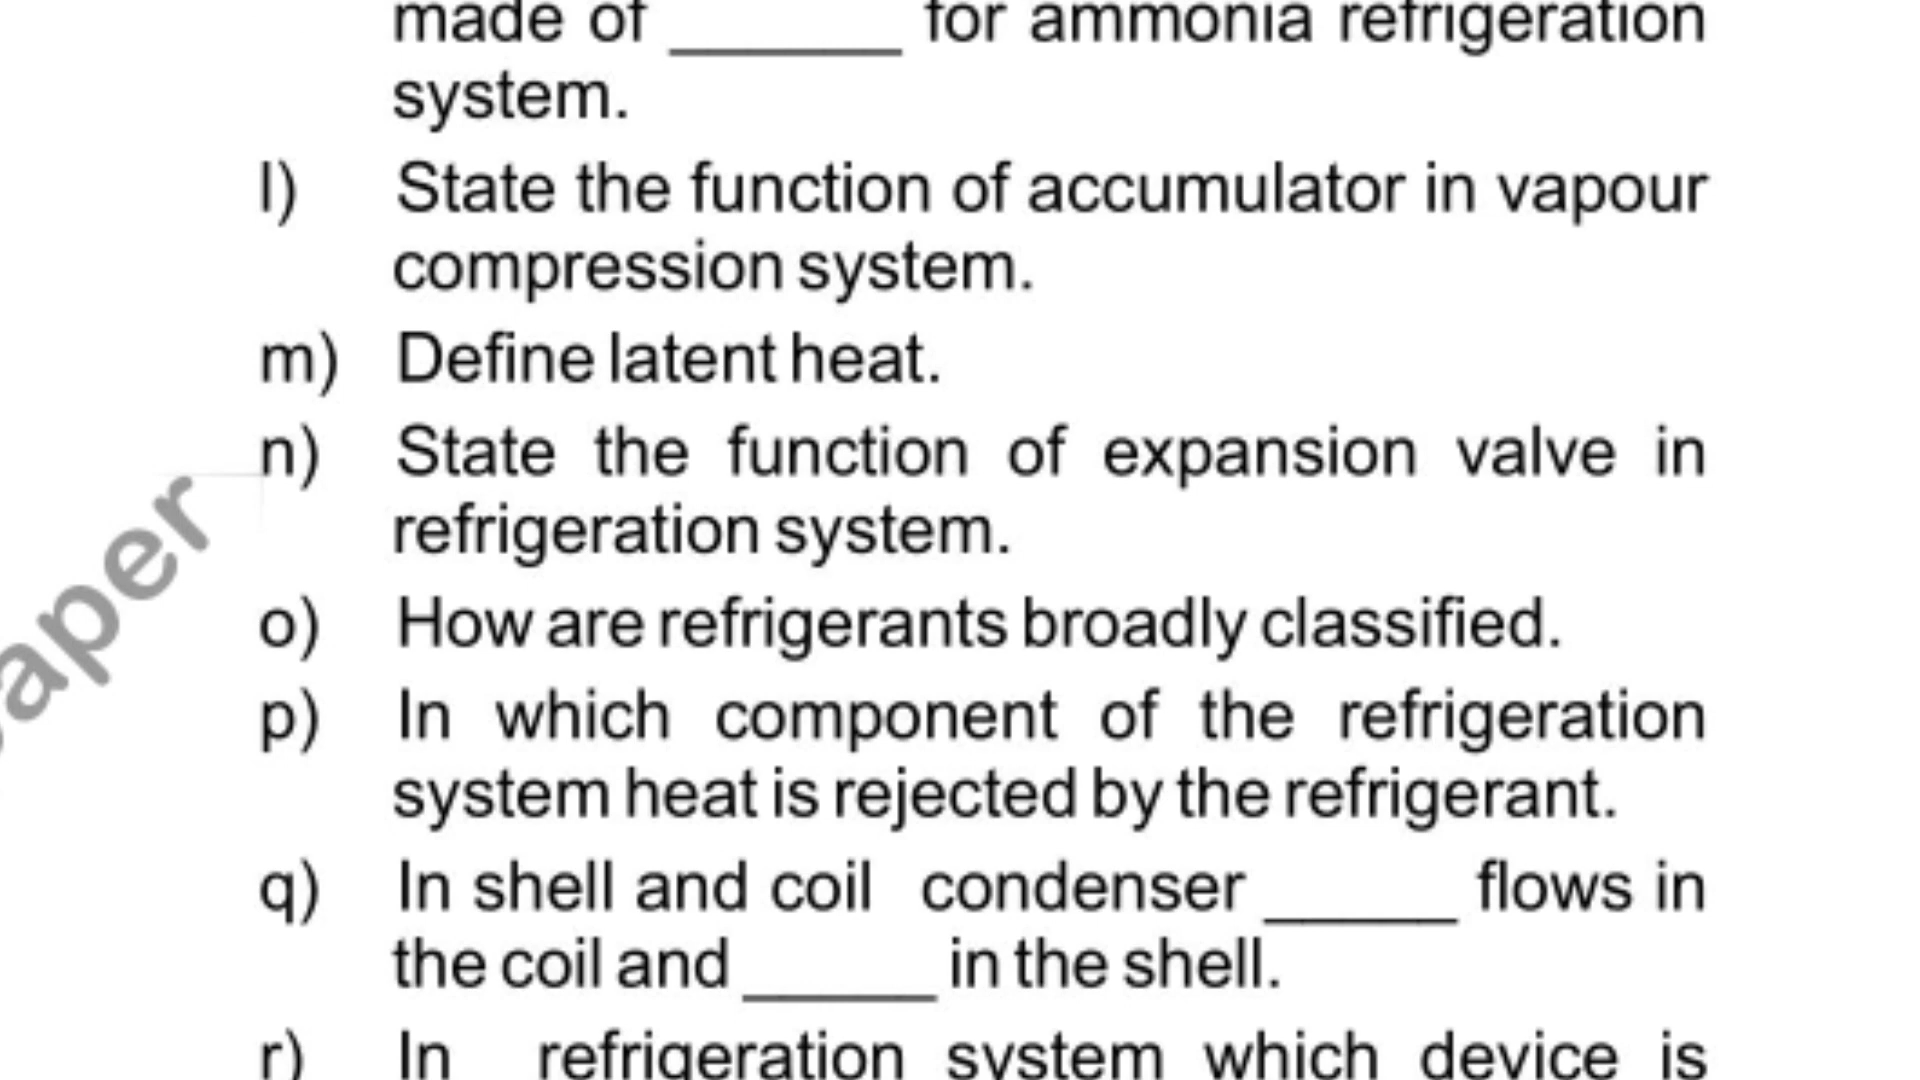 made of ______ for ammonia refrigeration
system.
l) State the function of accumulator in vapour
compression system.
m) Define latent heat.
n) State the function of expansion valve in
refrigeration system.
o) How are refrigerants broadly classified.
p) In which component of the refrigeration
system heat is rejected by the refrigerant.
q) In shell and coil condenser ______ flows in
the coil and ______ in the shell.
r) In refrigeration system which device is
aper